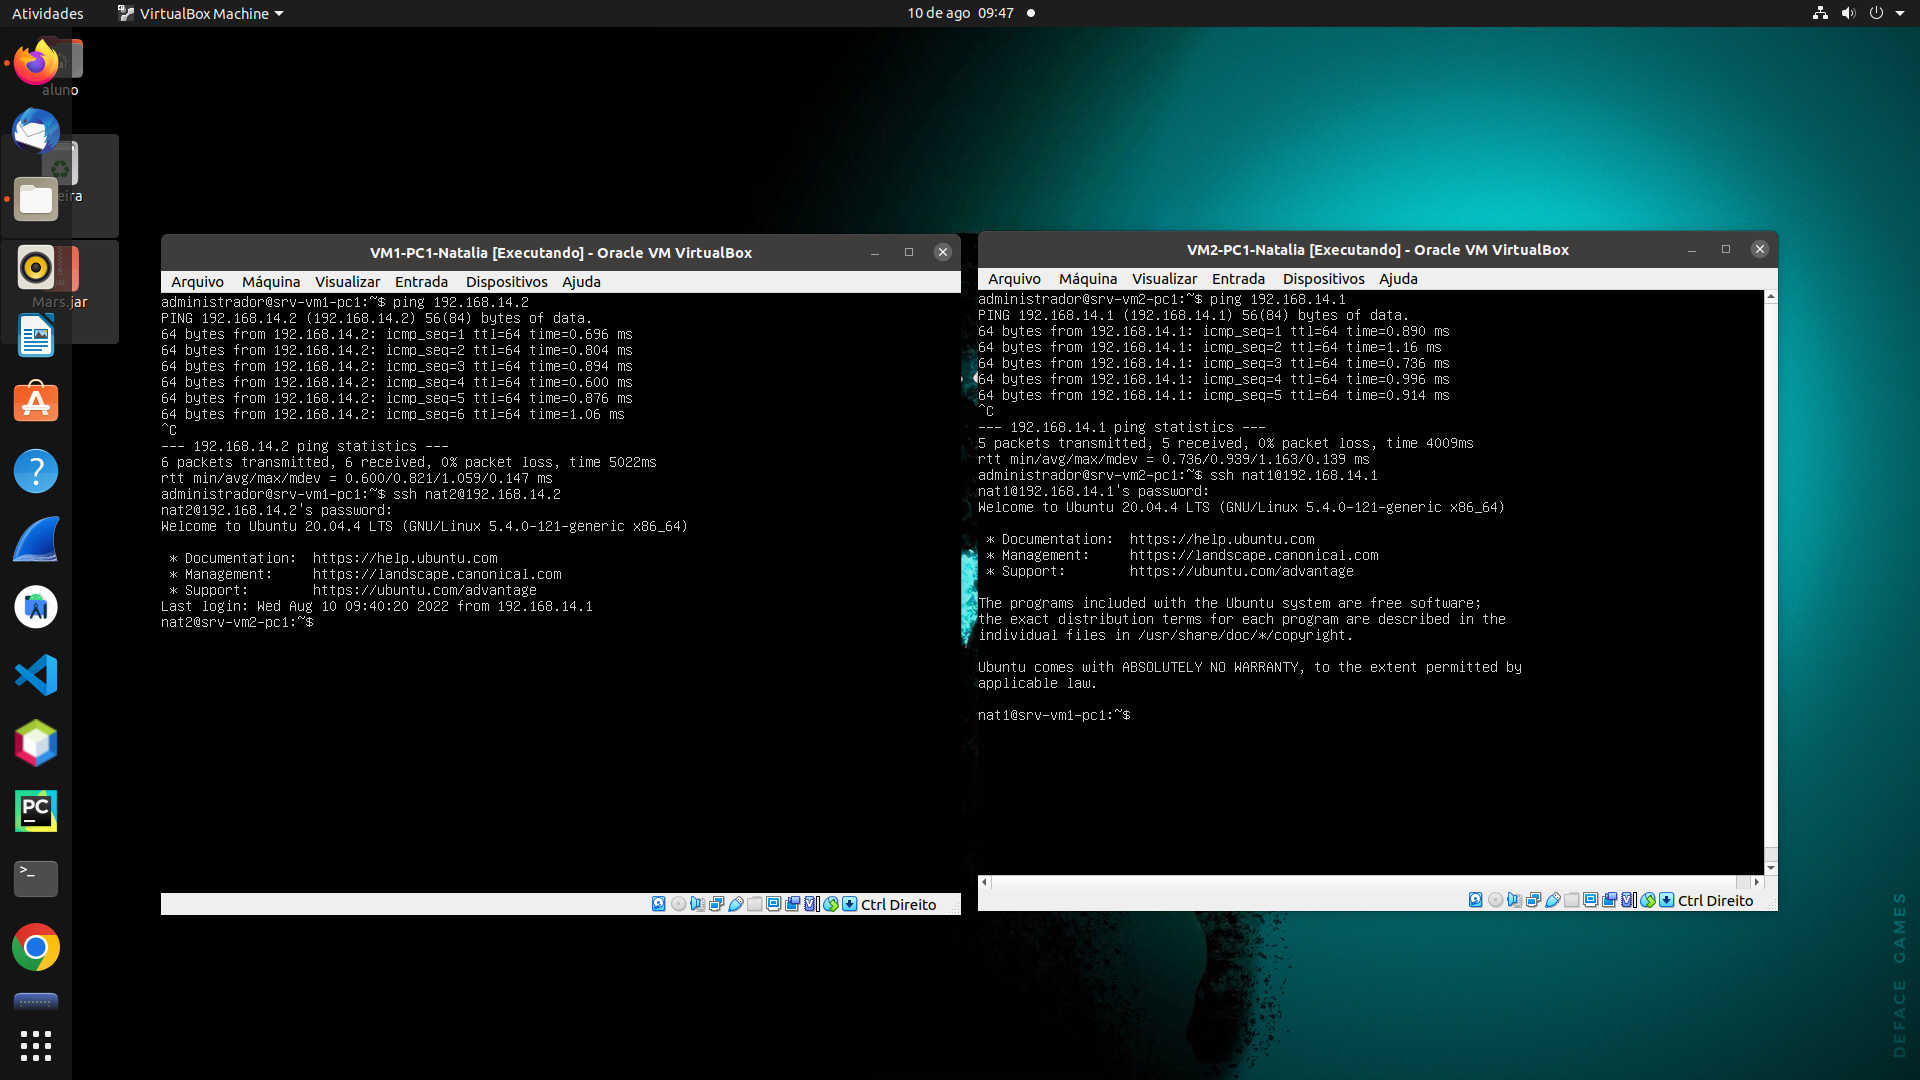 Atividades
VirtualBox Machine
10 de ago 09:47
aluno
eira
Mars.jar
VM1-PC1-Natalia [Executando] - Oracle VM VirtualBox
Arquivo Máquina Visualizar Entrada Dispositivos Ajuda
administrador@srv-vm1-pc1:~$ ping 192.168.14.2
PING 192.168.14.2 (192.168.14.2) 56(84) bytes of data.
64 bytes from 192.168.14.2: icmp_seq=1 ttl=64 time=0.696 ms
64 bytes from 192.168.14.2: icmp_seq=2 ttl=64 time=0.804 ms
64 bytes from 192.168.14.2: icmp_seq=3 ttl=64 time=0.894 ms
64 bytes from 192.168.14.2: icmp_seq=4 ttl=64 time=0.600 ms
64 bytes from 192.168.14.2: icmp_seq=5 ttl=64 time=0.876 ms
64 bytes from 192.168.14.2: icmp_seq=6 ttl=64 time=1.06 ms
^C
--- 192.168.14.2 ping statistics ---
6 packets transmitted, 6 received, 0% packet loss, time 5022ms
rtt min/avg/max/mdev = 0.600/0.821/1.059/0.147 ms
administrador@srv-vm1-pc1:~$ ssh nat2@192.168.14.2
nat2@192.168.14.2's password:
Welcome to Ubuntu 20.04.4 LTS (GNU/Linux 5.4.0-121-generic x86_64)
* Documentation: https://help.ubuntu.com
* Management: https://landscape.canonical.com
* Support: https://ubuntu.com/advantage
Last login: Wed Aug 10 09:40:20 2022 from 192.168.14.1
nat2@srv-vm2-pc1:~$
Ctrl Direito
VM2-PC1-Natalia [Executando] - Oracle VM VirtualBox
Arquivo Máquina Visualizar Entrada Dispositivos Ajuda
administrador@srv-vm2-pc1:~$ ping 192.168.14.1
PING 192.168.14.1 (192.168.14.1) 56(84) bytes of data.
64 bytes from 192.168.14.1: icmp_seq=1 ttl=64 time=0.890 ms
64 bytes from 192.168.14.1: icmp_seq=2 ttl=64 time=1.16 ms
64 bytes from 192.168.14.1: icmp_seq=3 ttl=64 time=0.736 ms
64 bytes from 192.168.14.1: icmp_seq=4 ttl=64 time=0.996 ms
64 bytes from 192.168.14.1: icmp_seq=5 ttl=64 time=0.914 ms
^C
--- 192.168.14.1 ping statistics ---
5 packets transmitted, 5 received, 0% packet loss, time 4009ms
rtt min/avg/max/mdev = 0.736/0.939/1.163/0.139 ms
administrador@srv-vm2-pc1:~$ ssh nat1@192.168.14.1
nat1@192.168.14.1's password:
Welcome to Ubuntu 20.04.4 LTS (GNU/Linux 5.4.0-121-generic x86_64)
* Documentation: https://help.ubuntu.com
* Management: https://landscape.canonical.com
* Support: https://ubuntu.com/advantage
The programs included with the Ubuntu system are free software;
the exact distribution terms for each program are described in the
individual files in /usr/share/doc/*/copyright.
Ubuntu comes with ABSOLUTELY NO WARRANTY, to the extent permitted by
applicable law.
nat1@srv-vm1-pc1:~$
Ctrl Direito
PC
DEFACE GAMES